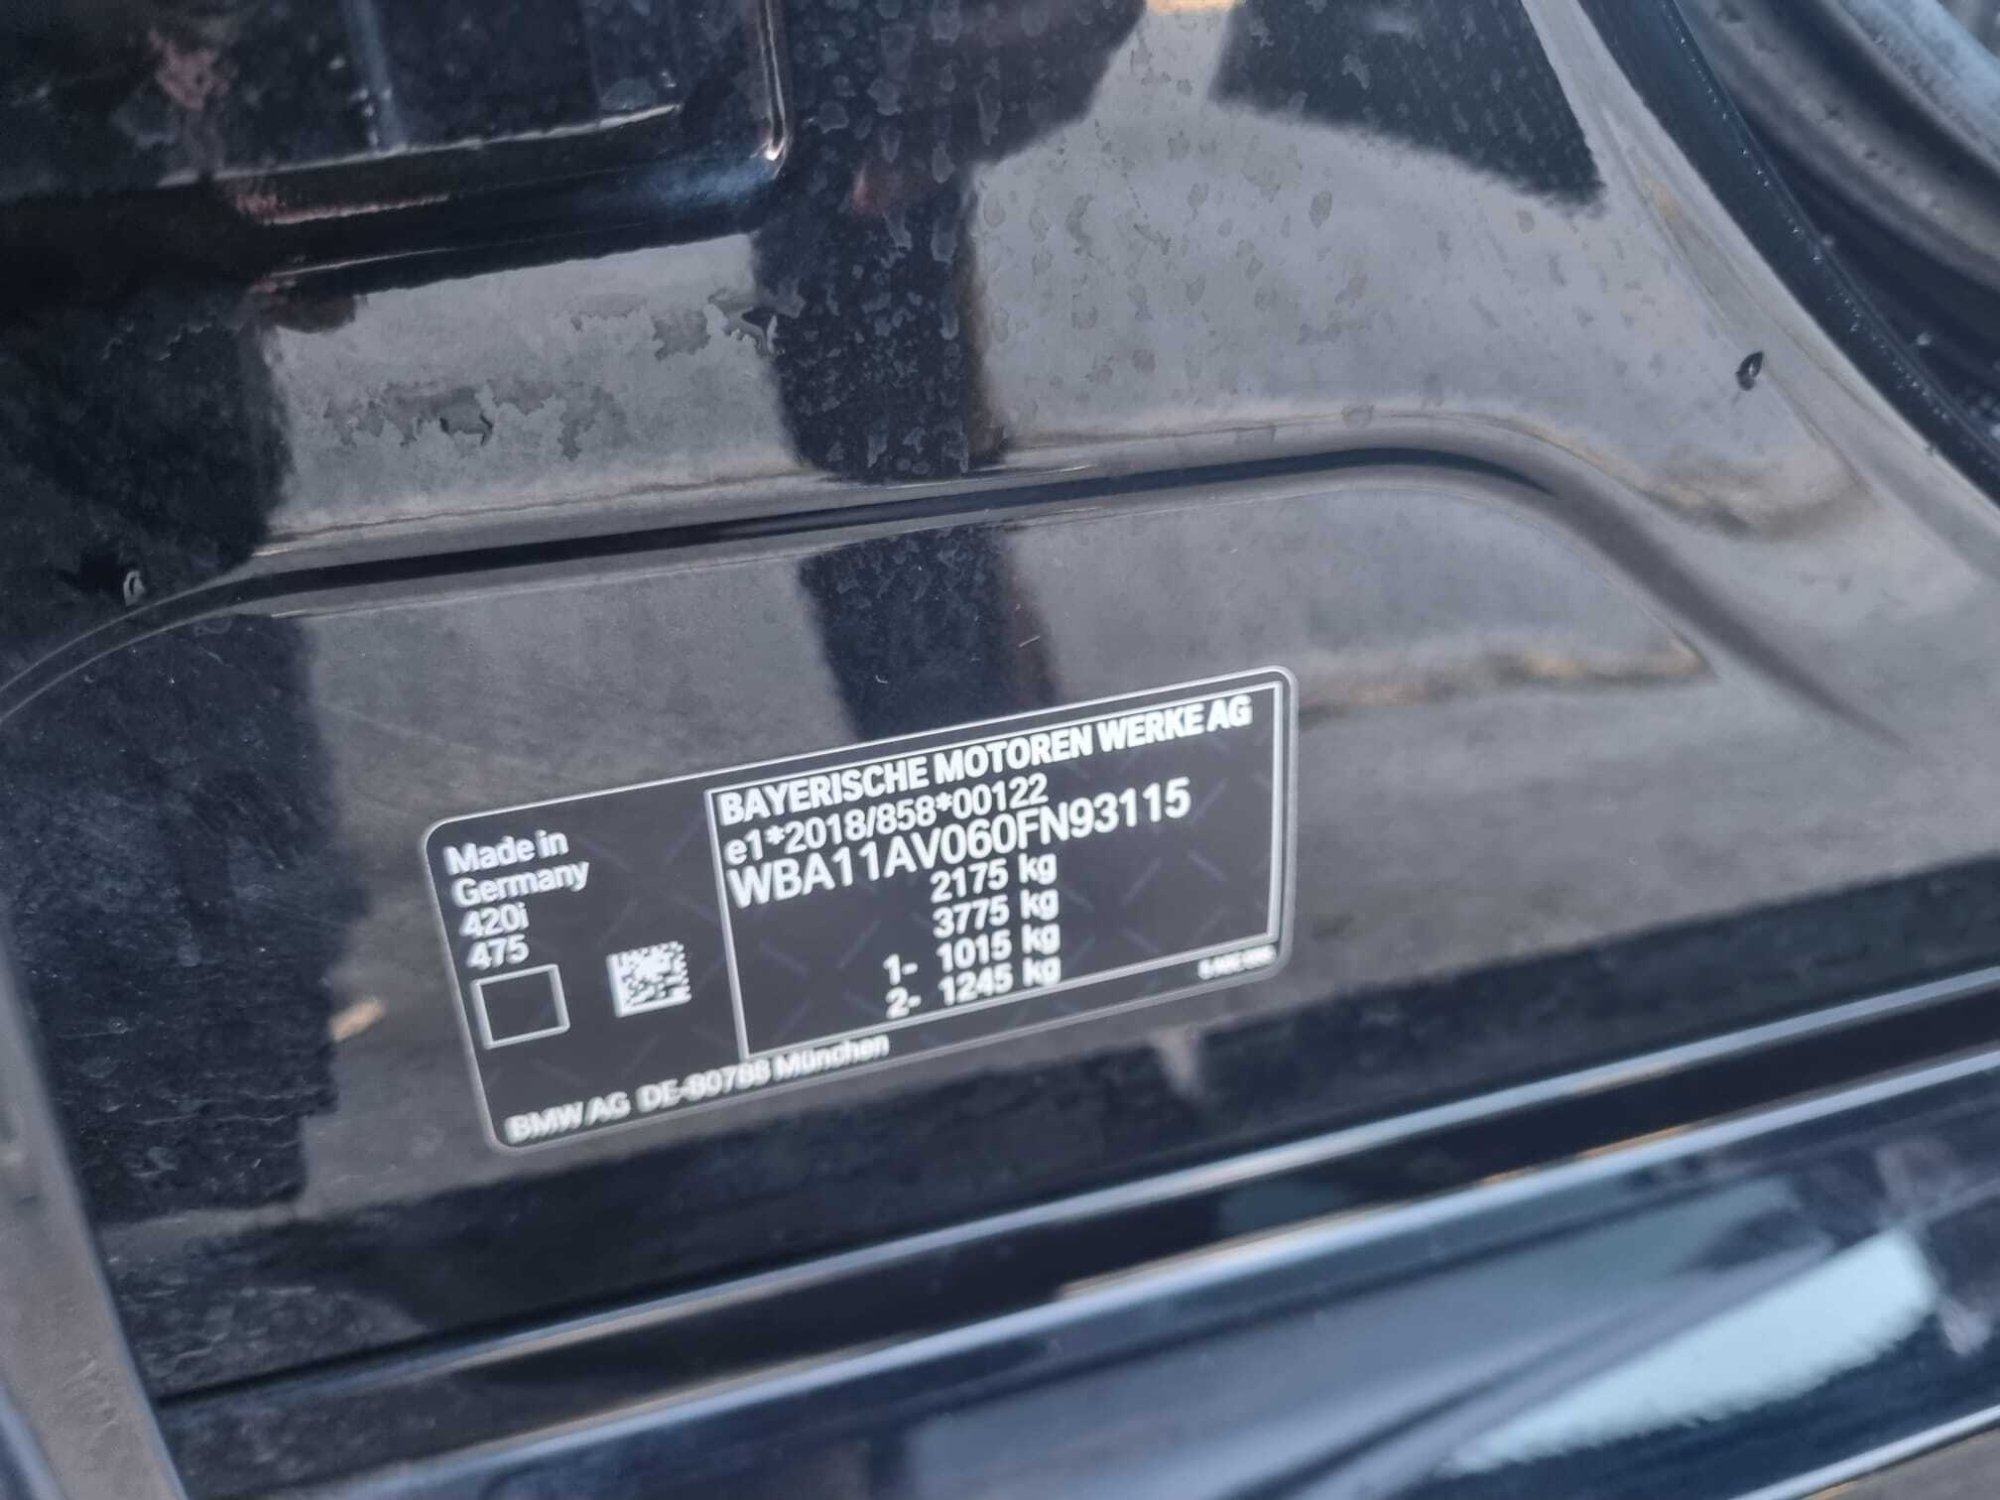 Made in
Germany
420i
475
BAYERISCHE MOTOREN WERKE AG
e1*2018/858*00122
WBA11AV060FN93115
2175 kg
3775 kg
1- 1015 kg
2- 1245 kg
BMW AG DE-80788 München